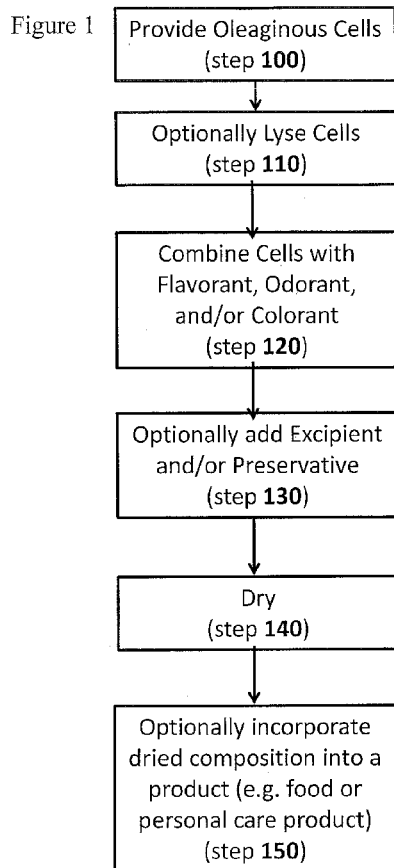 Figure 1
Provide Oleaginous Cells
(step 100)
Optionally Lyse Cells
(step 110)
Combine Cells with
Flavorant, Odorant,
and/or Colorant
(step 120)
Optionally add Excipient
and/or Preservative
(step 130)
Dry
(step 140)
Optionally incorporate
dried composition into a
product (e.g. food or
personal care product)
(step 150)